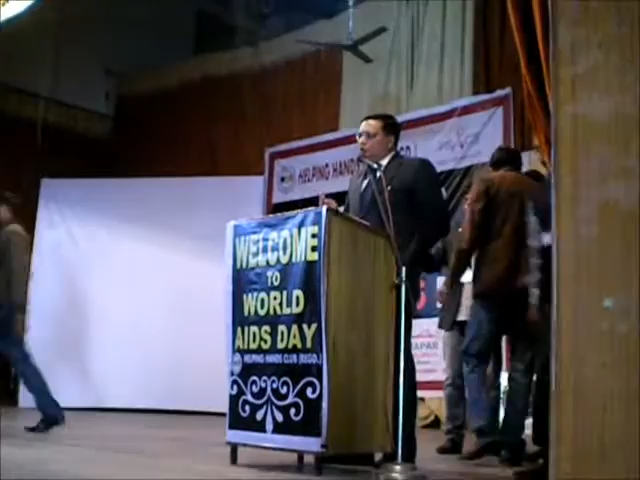 HELPING HANDS
WELCOME
TO
WORLD
AIDS DAY
HELPING HANDS CLUB (REGD.)